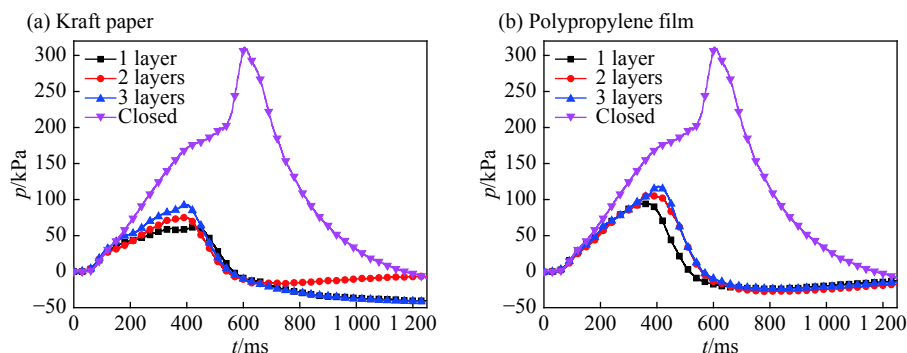 (a) Kraft paper
300
250
200
150
100
50
0
−50
p/kPa
1 layer
2 layers
3 layers
Closed
0 200 400 600 800 1 000 1 200
t/ms
(b) Polypropylene film
300
250
200
150
100
50
0
−50
p/kPa
1 layer
2 layers
3 layers
Closed
0 200 400 600 800 1 000 1 200
t/ms